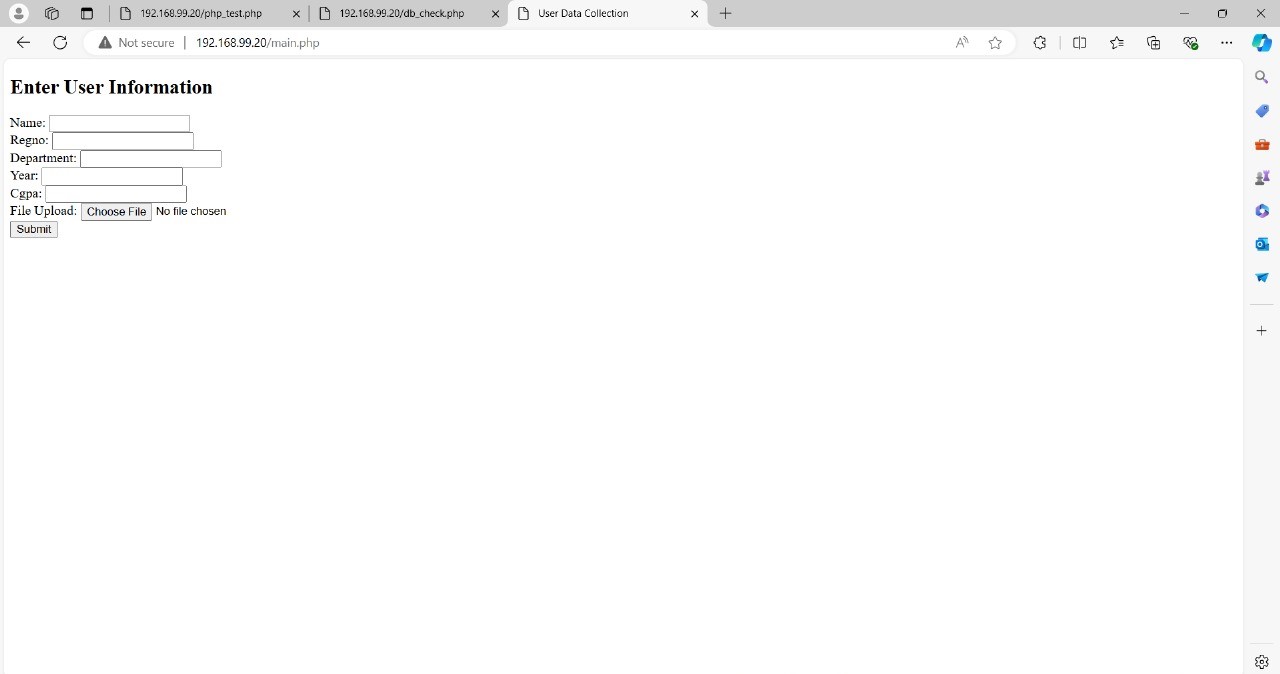 192.168.99.20/php_test.php
192.168.99.20/db_check.php
User Data Collection
Not secure
192.168.99.20/main.php
Enter User Information
Name:
Regno:
Department:
Year:
Cgpa:
File Upload: Choose File No file chosen
Submit